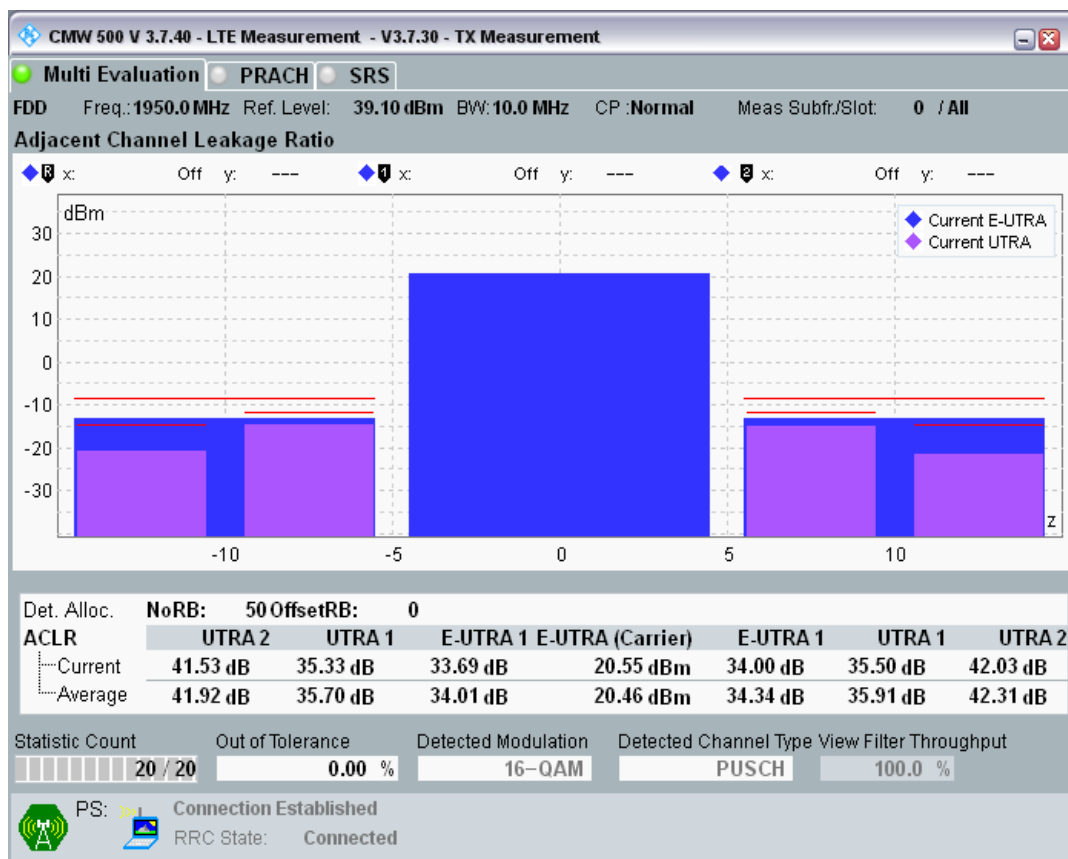 CMW 500 V 3.7.40 - LTE Measurement - V3.7.30 - TX Measurement
Multi Evaluation PRACH SRS
FDD Freq.: 1950.0 MHz Ref. Level: 39.10 dBm BW: 10.0 MHz CP :Normal Meas Subfr./Slot: 0 / All
Adjacent Channel Leakage Ratio
R x: Off y: --- 1 x: Off y: --- 2 x: Off y: ---
dBm
Current E-UTRA
Current UTRA
30
20
10
0
-10
-20
-30
z
-10 -5 0 5 10
Det. Alloc. NoRB: 50 OffsetRB: 0
ACLR UTRA 2 UTRA 1 E-UTRA 1 E-UTRA (Carrier) E-UTRA 1 UTRA 1 UTRA 2
Current 41.53 dB 35.33 dB 33.69 dB 20.55 dBm 34.00 dB 35.50 dB 42.03 dB
Average 41.92 dB 35.70 dB 34.01 dB 20.46 dBm 34.34 dB 35.91 dB 42.31 dB
Statistic Count Out of Tolerance Detected Modulation Detected Channel Type View Filter Throughput
20 / 20 0.00 % 16-QAM PUSCH 100.0 %
PS: Connection Established
RRC State: Connected